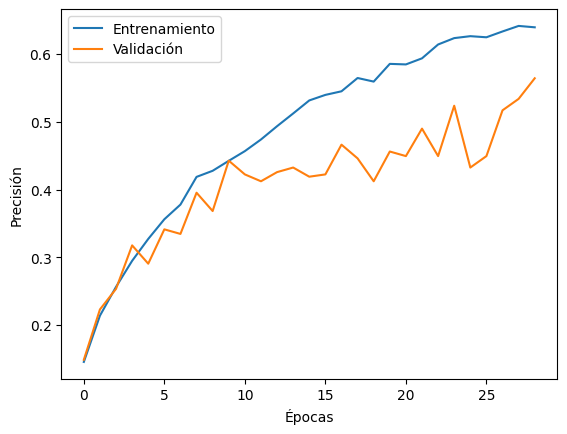 Entrenamiento
Validación
0.6
0.5
0.4
0.3
0.2
Precisión
0 5 10 15 20 25
Épocas